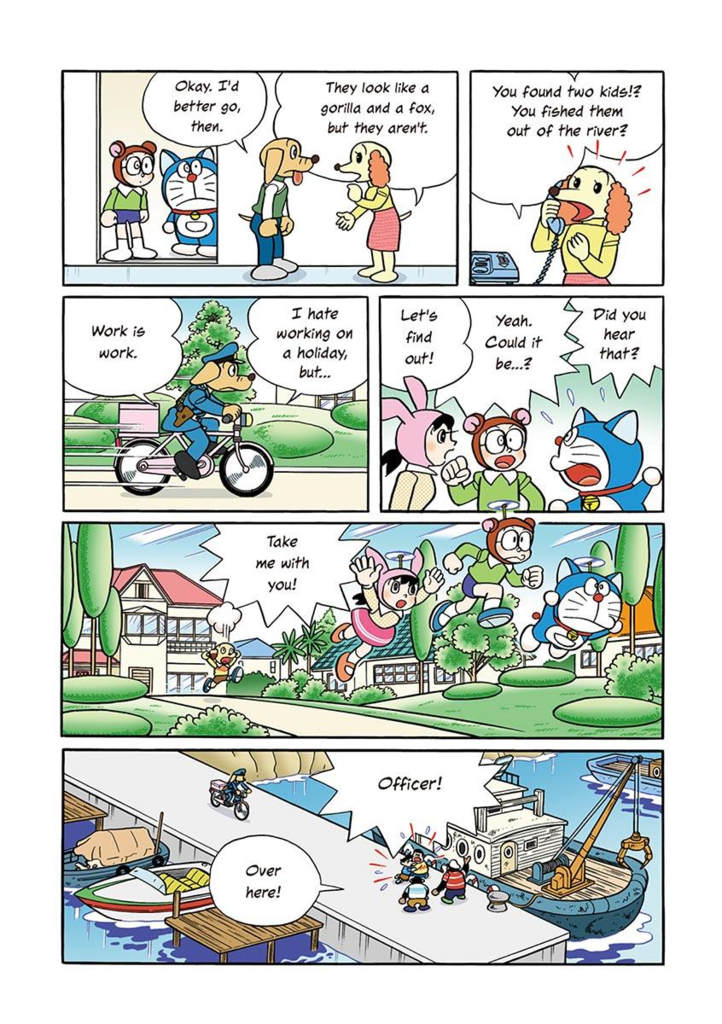 You found two kids!?
You fished them
out of the river?
They look like a
gorilla and a fox,
but they aren't.
Okay. I'd
better go,
then.
Did you
hear
that?
Yeah.
Could it
be...?
Let's
find
out!
I hate
working on
a holiday,
but...
Work is
work.
Take
me with
you!
Officer!
Over
here!